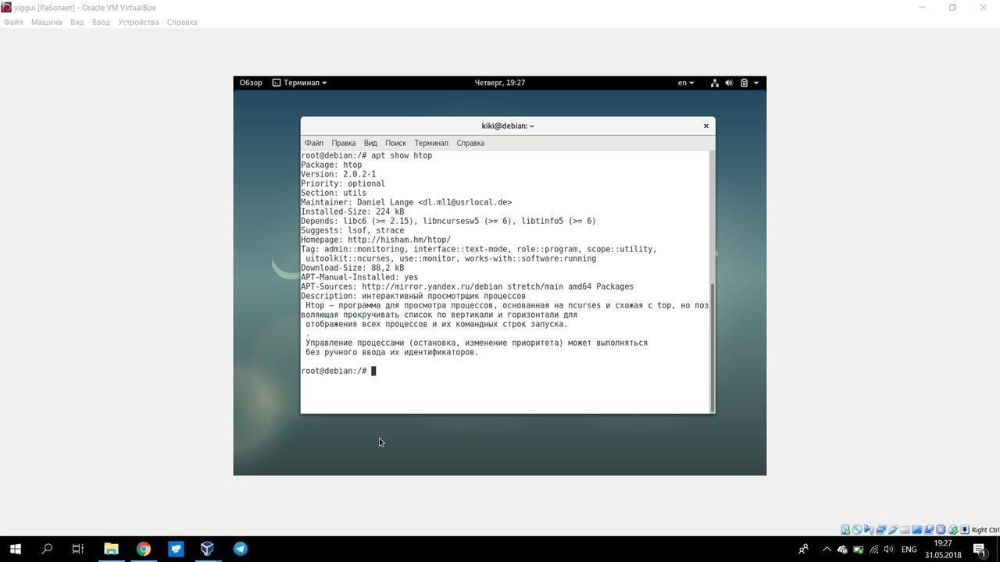 yiggui [Работает] - Oracle VM VirtualBox
Файл Машина Вид Ввод Устройства Справка
Обзор Терминал Четверг, 19:27 en
kiki@debian: ~
Файл Правка Вид Поиск Терминал Справка
root@debian:/# apt show htop
Package: htop
Version: 2.0.2-1
Priority: optional
Section: utils
Maintainer: Daniel Lange <dl.ml1@usrlocal.de>
Installed-Size: 224 kB
Depends: libc6 (>= 2.15), libncursesw5 (>= 6), libtinfo5 (>= 6)
Suggests: lsof, strace
Homepage: http://hisham.hm/htop/
Tag: admin::monitoring, interface::text-mode, role::program, scope::utility,
uitoolkit::ncurses, use::monitor, works-with::software:running
Download-Size: 88,2 kB
APT-Manual-Installed: yes
APT-Sources: http://mirror.yandex.ru/debian stretch/main amd64 Packages
Description: интерактивный просмотрщик процессов
Htop — программа для просмотра процессов, основанная на ncurses и схожая с top, но поз
воляющая прокручивать список по вертикали и горизонтали для
отображения всех процессов и их командных строк запуска.
.
Управление процессами (остановка, изменение приоритета) может выполняться
без ручного ввода их идентификаторов.
root@debian:/#
Right Ctrl
ENG 19:27
31.05.2018 1